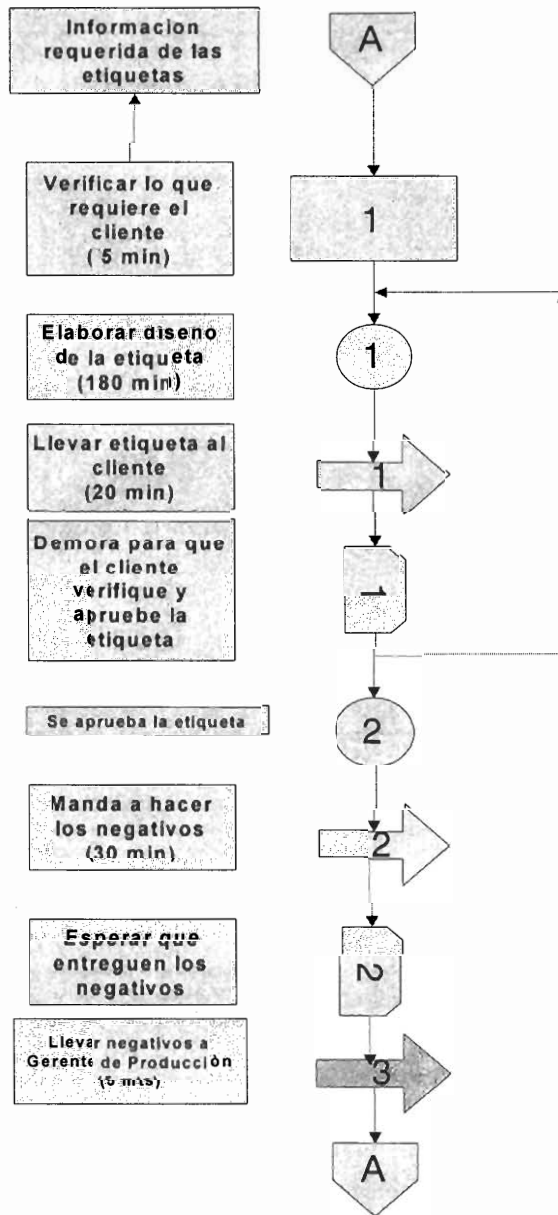 Informacion
requerida de las
etiquetas
A
Verificar lo que
requiere el
cliente
( 5 min)
1
Elaborar diseno
de la etiqueta
(180 min)
1
Llevar etiqueta al
cliente
(20 min)
1
Demora para que
el cliente
verifique y
apruebe la
etiqueta
1
Se aprueba la etiqueta
2
Manda a hacer
los negativos
(30 min)
2
Esperar que
entreguen los
negativos
2
Llevar negativos a
Gerente de Producción
3
A